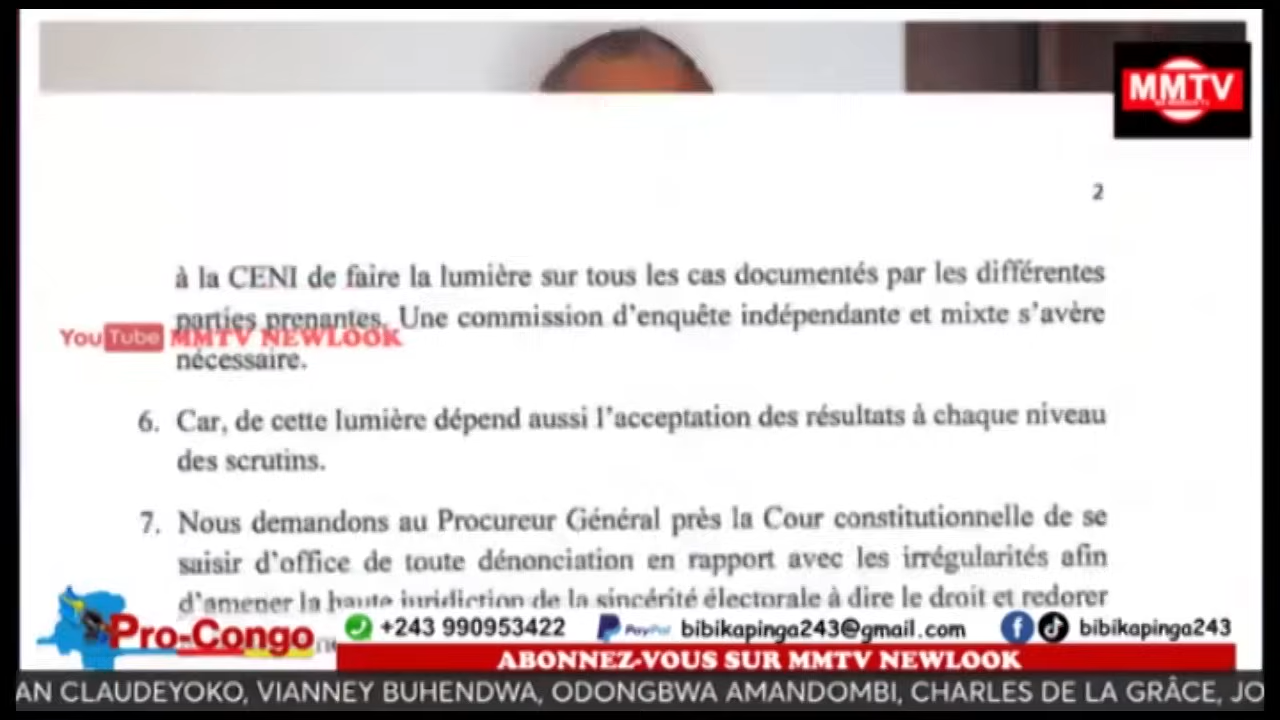 MMTV
2
à la CENI de faire la lumière sur tous les cas documentés par les différentes
parties prenantes. Une commission d'enquête indépendante et mixte s'avère
YouTube MMTV NEWLOOK
nécessaire.
6. Car, de cette lumière dépend aussi l'acceptation des résultats à chaque niveau
des scrutins.
7. Nous demandons au Procureur Général près la Cour constitutionnelle de se
saisir d'office de toute dénonciation en rapport avec les irrégularités afin
d'amener la haute juridiction de la sincérité électorale à dire le droit et redorer
Pro-Congo
+243 990953422 PayPal bibikapinga243@gmail.com bibikapinga243
ABONNEZ-VOUS SUR MMTV NEWLOOK
AN CLAUDEYOKO, VIANNEY BUHENDWA, ODONGBWA AMANDOMBI, CHARLES DE LA GRÂCE, JO